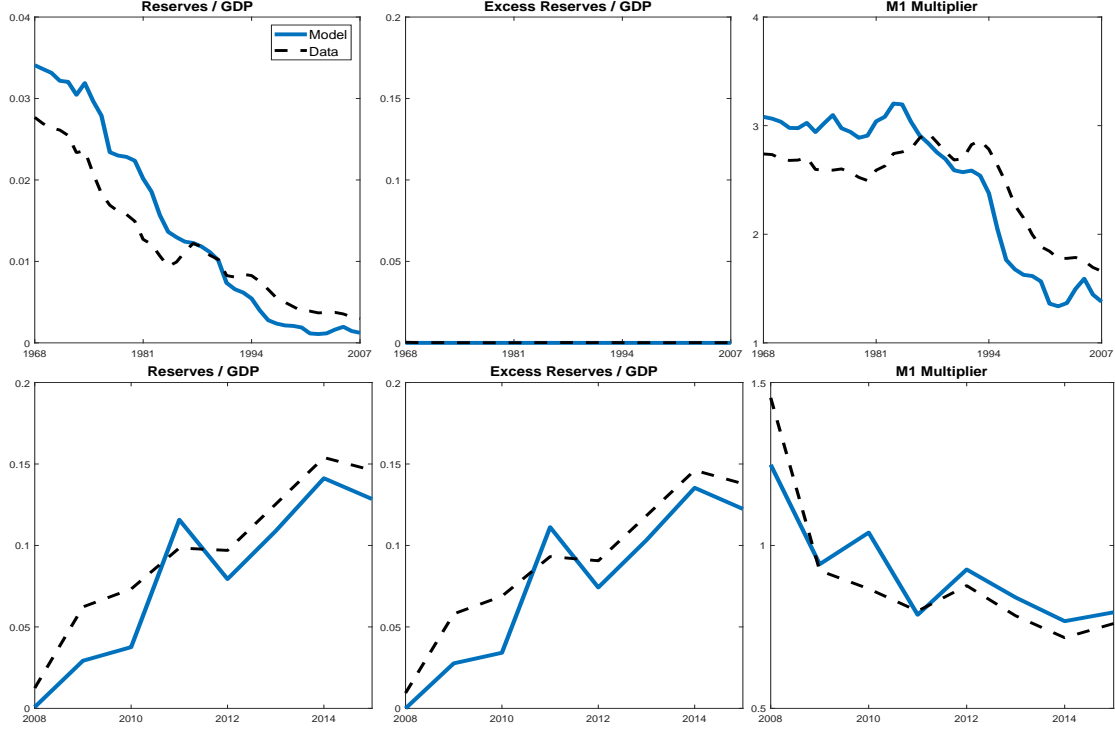 Reserves / GDP
0.04
0.03
0.02
0.01
0
1968 1981 1994 2007
Model
Data
Excess Reserves / GDP
0.2
0.15
0.1
0.05
0
1968 1981 1994 2007
M1 Multiplier
4
3
2
1
1968 1981 1994 2007
Reserves / GDP
0.2
0.15
0.1
0.05
0
2008 2010 2012 2014
Excess Reserves / GDP
0.2
0.15
0.1
0.05
0
2008 2010 2012 2014
M1 Multiplier
1.5
1
0.5
2008 2010 2012 2014